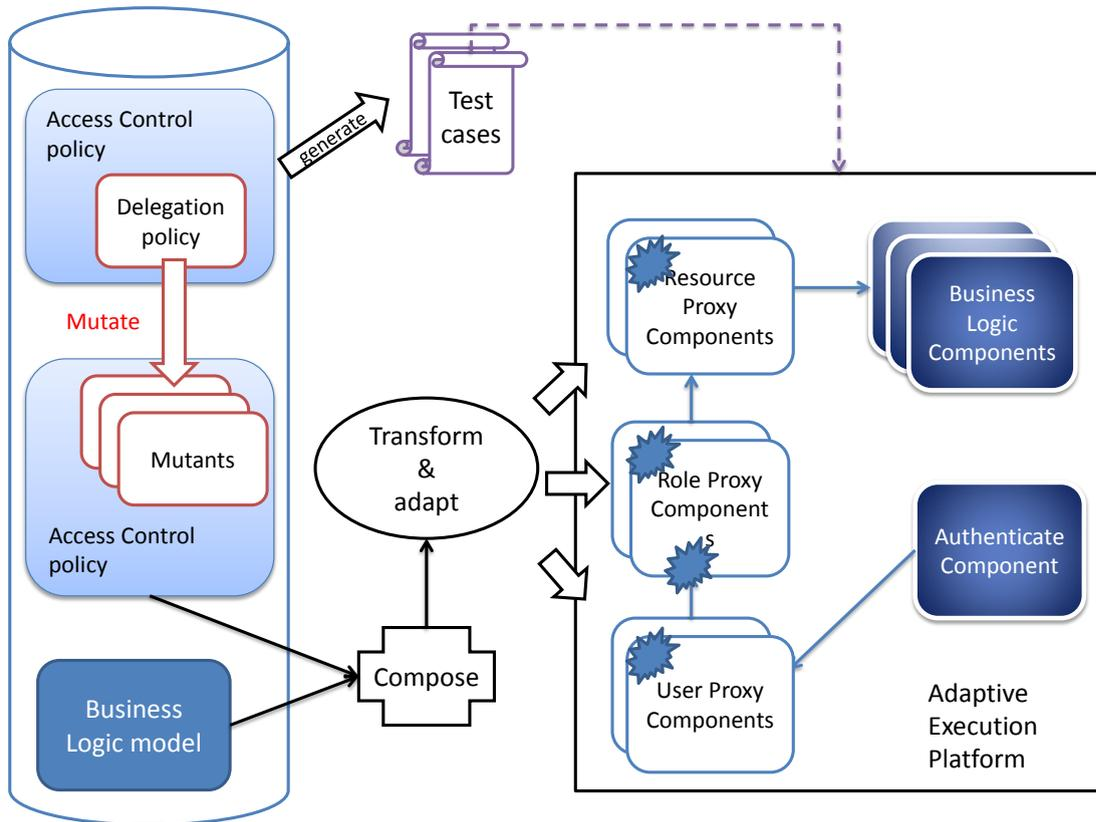 Access Control
policy
Delegation
policy
Mutate
Mutants
Access Control
policy
Business
Logic model
generate
Test
cases
Transform
&
adapt
Compose
Resource
Proxy
Components
Role Proxy
Component
s
User Proxy
Components
Business
Logic
Components
Authenticate
Component
Adaptive
Execution
Platform